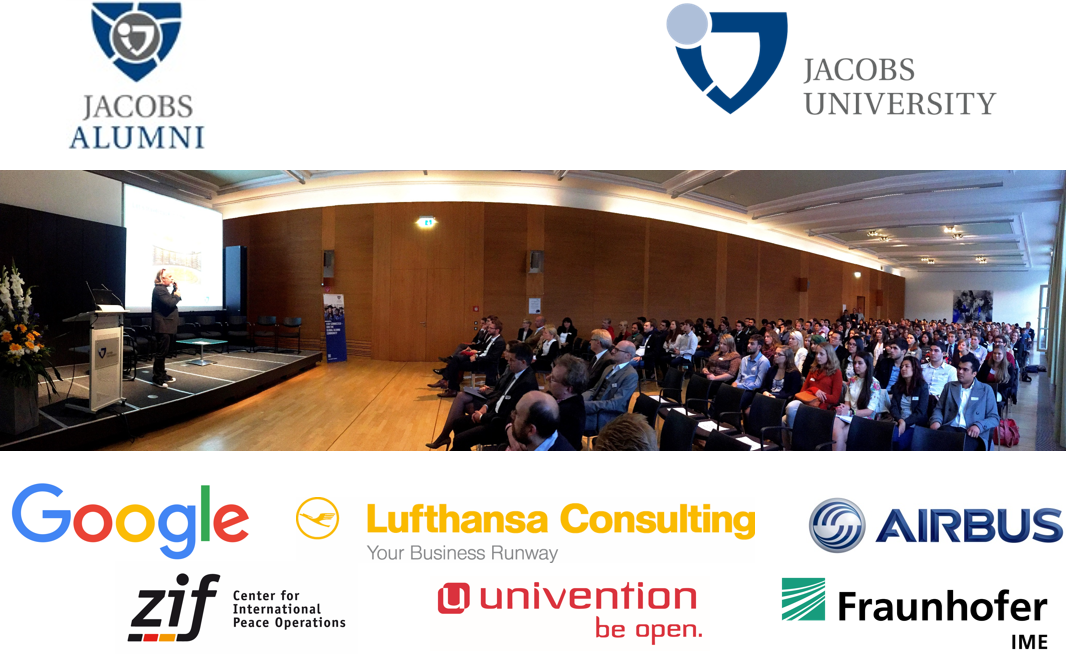 JACOBS
ALUMNI
JACOBS
UNIVERSITY
Google
Lufthansa Consulting
Your Business Runway
AIRBUS
zif
Center for
International
Peace Operations
univention
be open.
Fraunhofer
IME